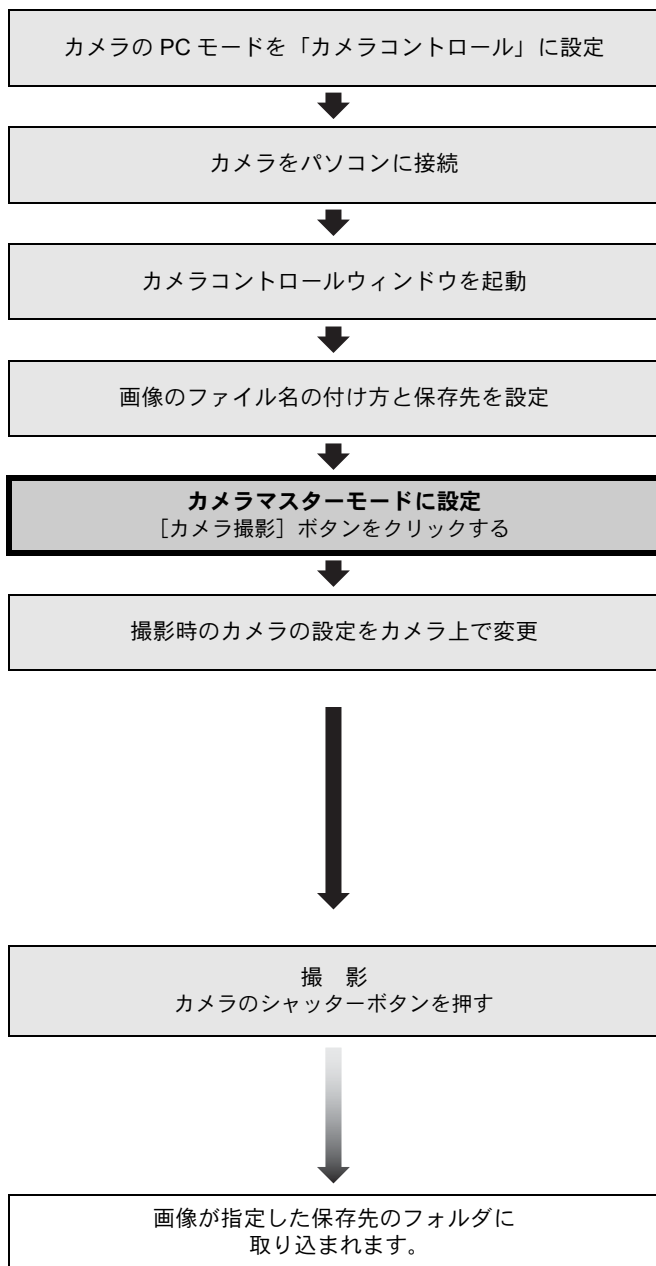 カメラの PC モードを「カメラコントロール」に設定
カメラをパソコンに接続
カメラコントロールウィンドウを起動
画像のファイル名の付け方と保存先を設定
カメラマスターモードに設定
［カメラ撮影］ボタンをクリックする
撮影時のカメラの設定をカメラ上で変更
撮　影
カメラのシャッターボタンを押す
画像が指定した保存先のフォルダに
取り込まれます。